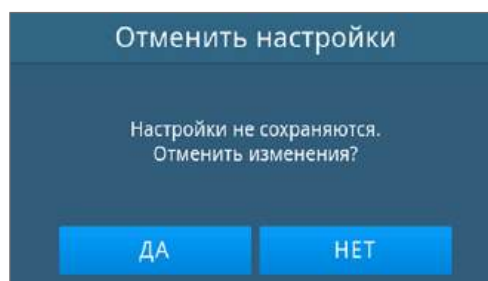 Отменить настройки
Настройки не сохраняются.
Отменить изменения?
ДА НЕТ